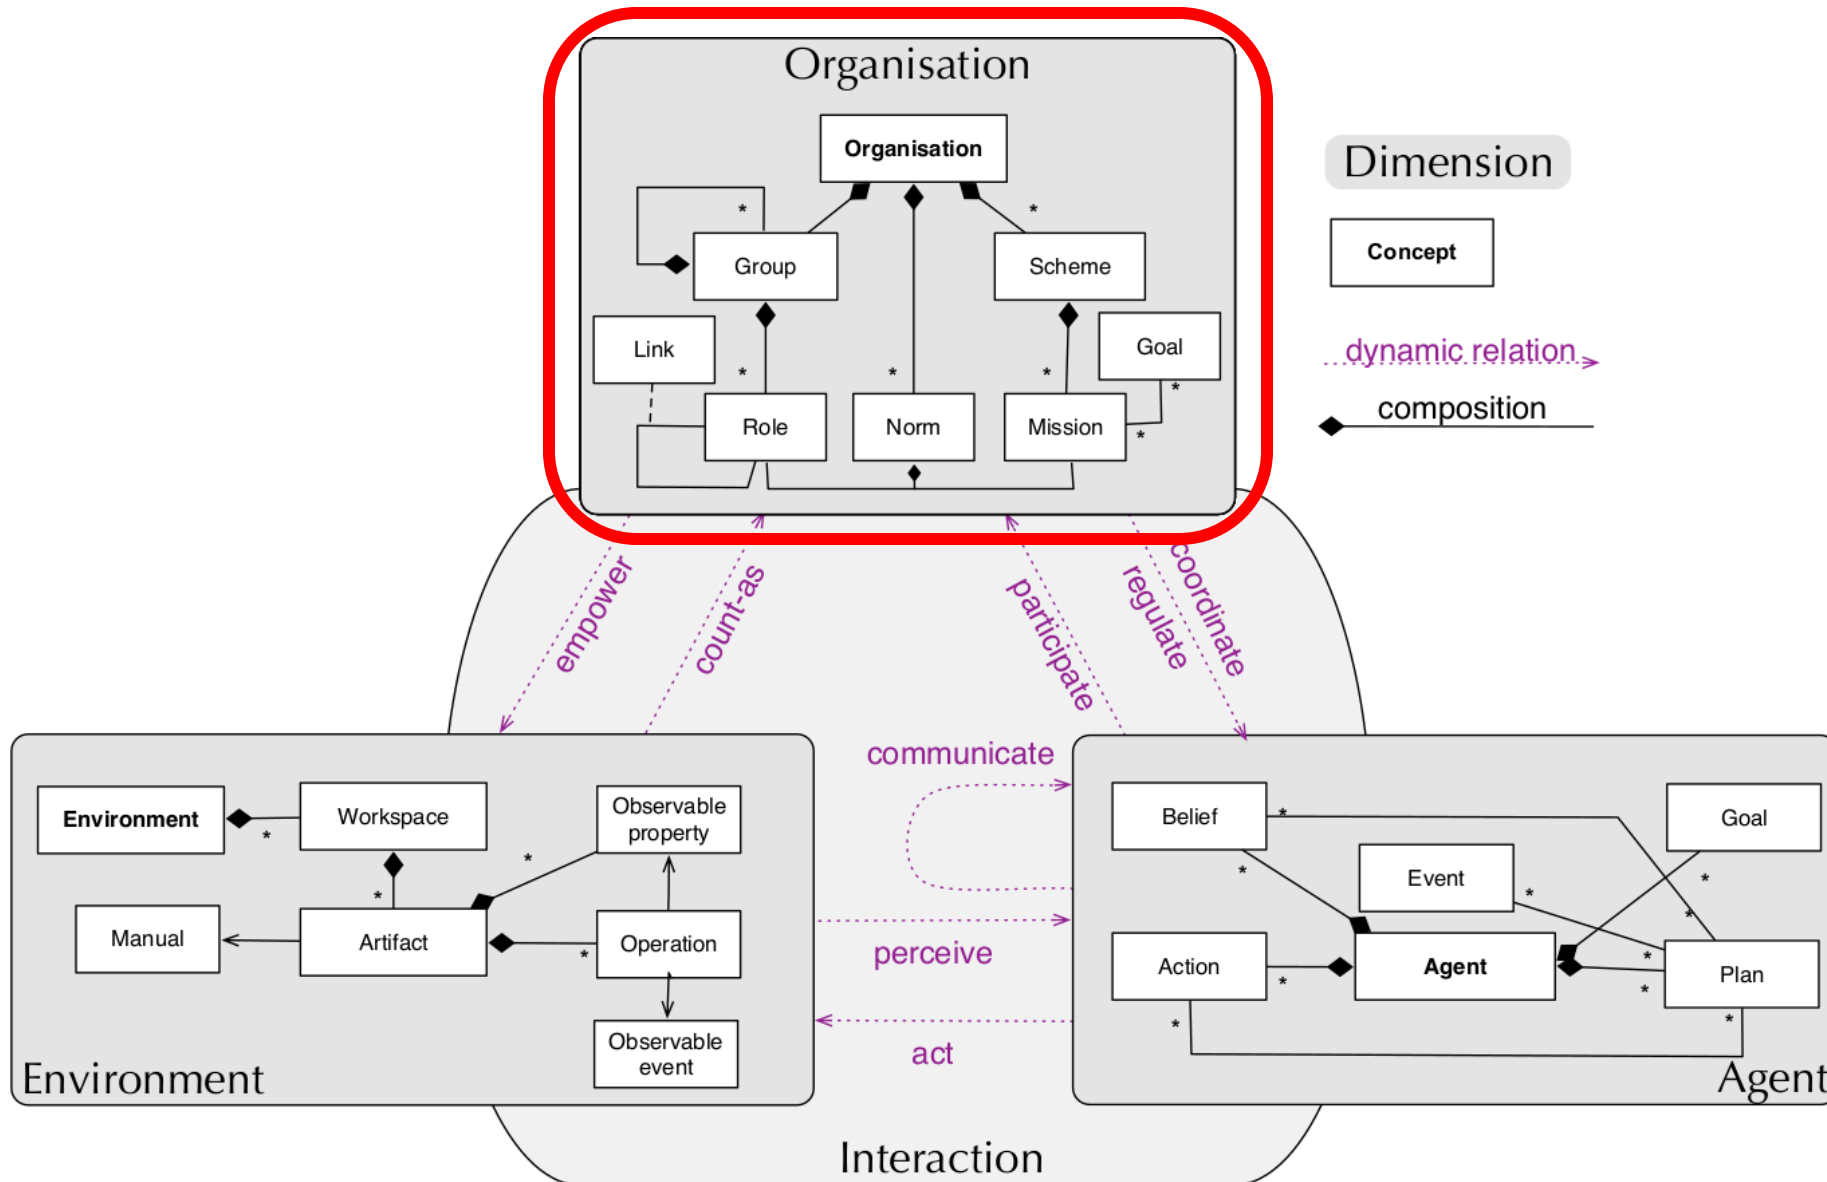 Organisation
Organisation
*
*
Group
Scheme
Link
Goal
*
*
*
*
Role
Norm
Mission
*
Dimension
Concept
dynamic relation
composition
empower
count-as
participate
regulate
coordinate
communicate
perceive
act
Environment
*
Workspace
Observable
property
*
*
Manual
Artifact
*
Operation
Observable
event
Environment
Belief
*
Goal
*
Event
*
*
*
Action
*
Agent
*
*
Plan
*
*
Agent
Interaction